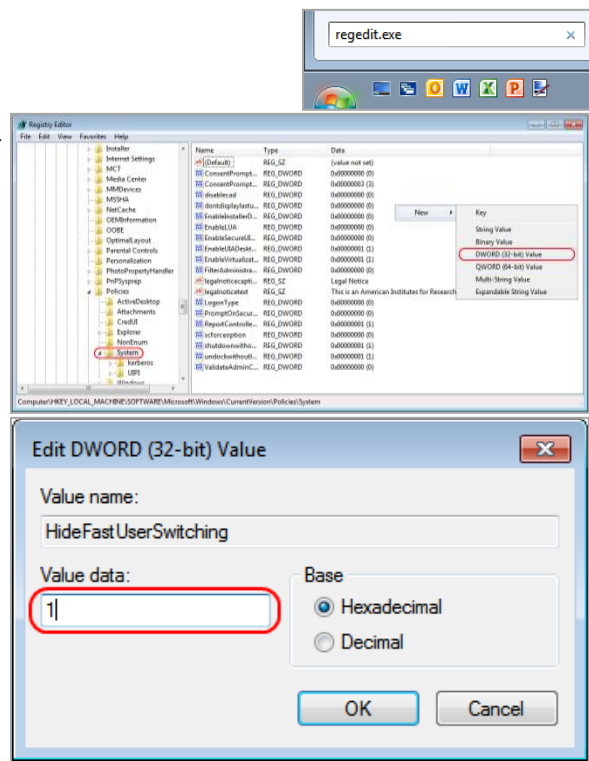 regedit.exe
Registry Editor
File Edit View Favorites Help
Installer
Internet Settings
MCT
Media Center
MMDevices
MSSHA
NetCache
OEMInformation
OOBE
OptimalLayout
Parental Controls
Personalization
PhotoPropertyHandler
PnPSysprep
Policies
ActiveDesktop
Attachments
CredUI
Explorer
NonEnum
System
kerberos
UIPI
Windows
Name Type Data
(Default) REG_SZ (value not set)
ConsentPrompt... REG_DWORD 0x00000000 (0)
ConsentPrompt... REG_DWORD 0x00000003 (3)
disablecad REG_DWORD 0x00000000 (0)
dontdisplaylastu... REG_DWORD 0x00000000 (0)
EnableInstallerD... REG_DWORD 0x00000000 (0)
EnableLUA REG_DWORD 0x00000000 (0)
EnableSecureUI... REG_DWORD 0x00000000 (0)
EnableUIADeskt... REG_DWORD 0x00000001 (1)
EnableVirtualizat... REG_DWORD 0x00000001 (1)
FilterAdministra... REG_DWORD 0x00000000 (0)
legalnoticecapti... REG_SZ Legal Notice
legalnoticetext REG_SZ This is an American Institutes for Research
LogonType REG_DWORD 0x00000000 (0)
PromptOnSecur... REG_DWORD 0x00000000 (0)
ReportControlle... REG_DWORD 0x00000001 (1)
scforceoption REG_DWORD 0x00000000 (0)
shutdownwitho... REG_DWORD 0x00000001 (1)
undockwithoutl... REG_DWORD 0x00000001 (1)
ValidateAdminC... REG_DWORD 0x00000000 (0)
New
Key
String Value
Binary Value
DWORD (32-bit) Value
QWORD (64-bit) Value
Multi-String Value
Expandable String Value
Computer\HKEY_LOCAL_MACHINE\SOFTWARE\Microsoft\Windows\CurrentVersion\Policies\System
Edit DWORD (32-bit) Value
Value name:
HideFastUserSwitching
Value data:
1
Base
Hexadecimal
Decimal
OK Cancel